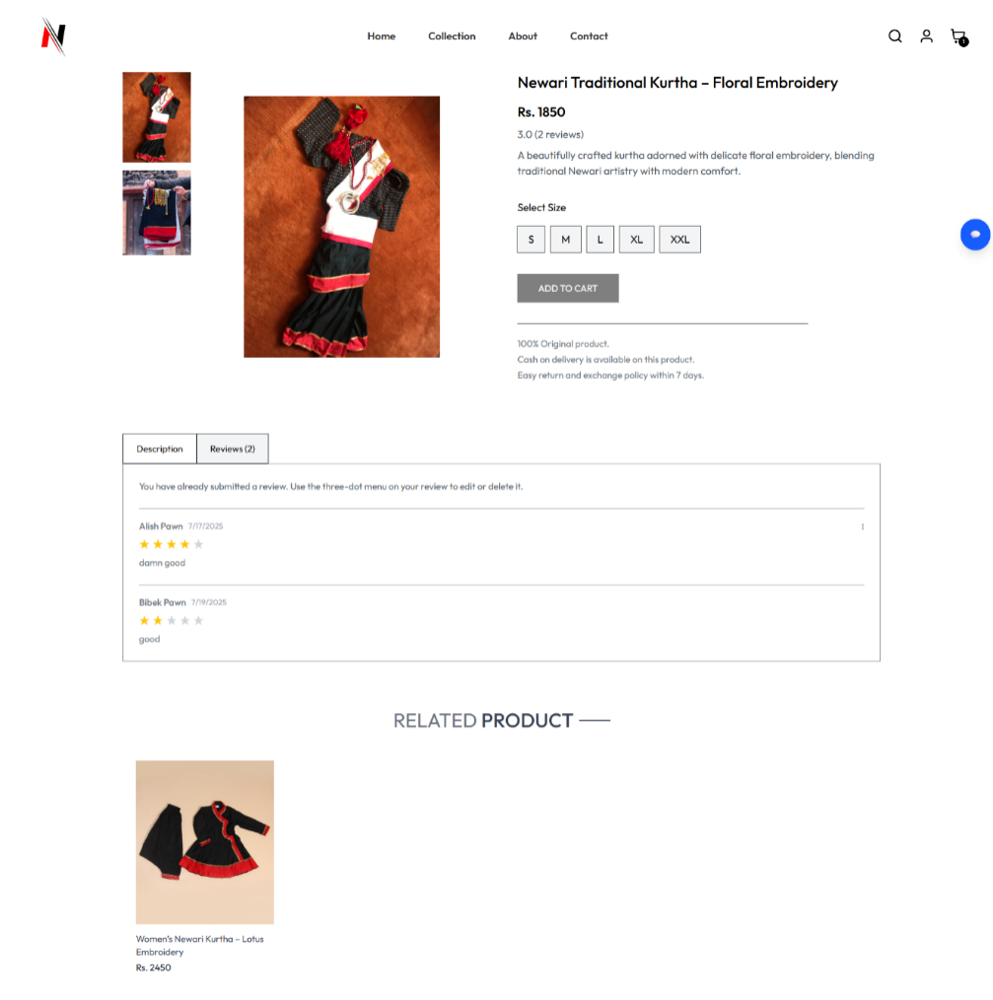 Home
Collection
About
Contact
1
Newari Traditional Kurtha – Floral Embroidery
Rs. 1850
3.0 (2 reviews)
A beautifully crafted kurtha adorned with delicate floral embroidery, blending
traditional Newari artistry with modern comfort.
Select Size
S
M
L
XL
XXL
ADD TO CART
100% Original product.
Cash on delivery is available on this product.
Easy return and exchange policy within 7 days.
Description
Reviews (2)
You have already submitted a review. Use the three-dot menu on your review to edit or delete it.
Alish Pawn 7/17/2025
damn good
Bibek Pawn 7/19/2025
good
RELATED PRODUCT
Women's Newari Kurtha – Lotus
Embroidery
Rs. 2450